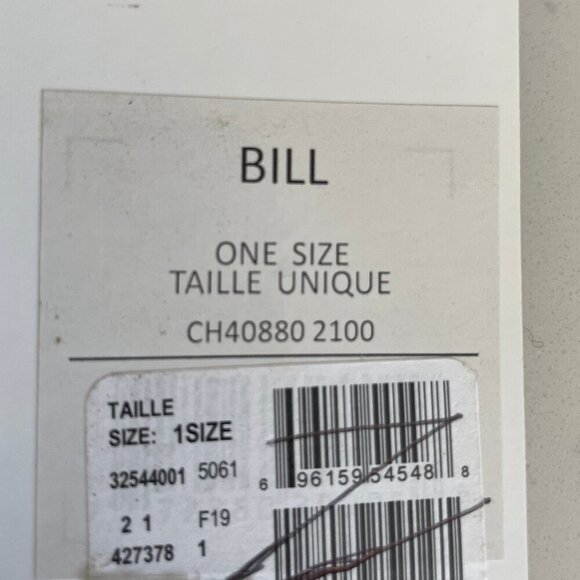 BILL
ONE SIZE
TAILLE UNIQUE
CH40880 2100
TAILLE
SIZE: 1SIZE
32544001 5061
6 96159 54548 8
2 1 F19
427378 1